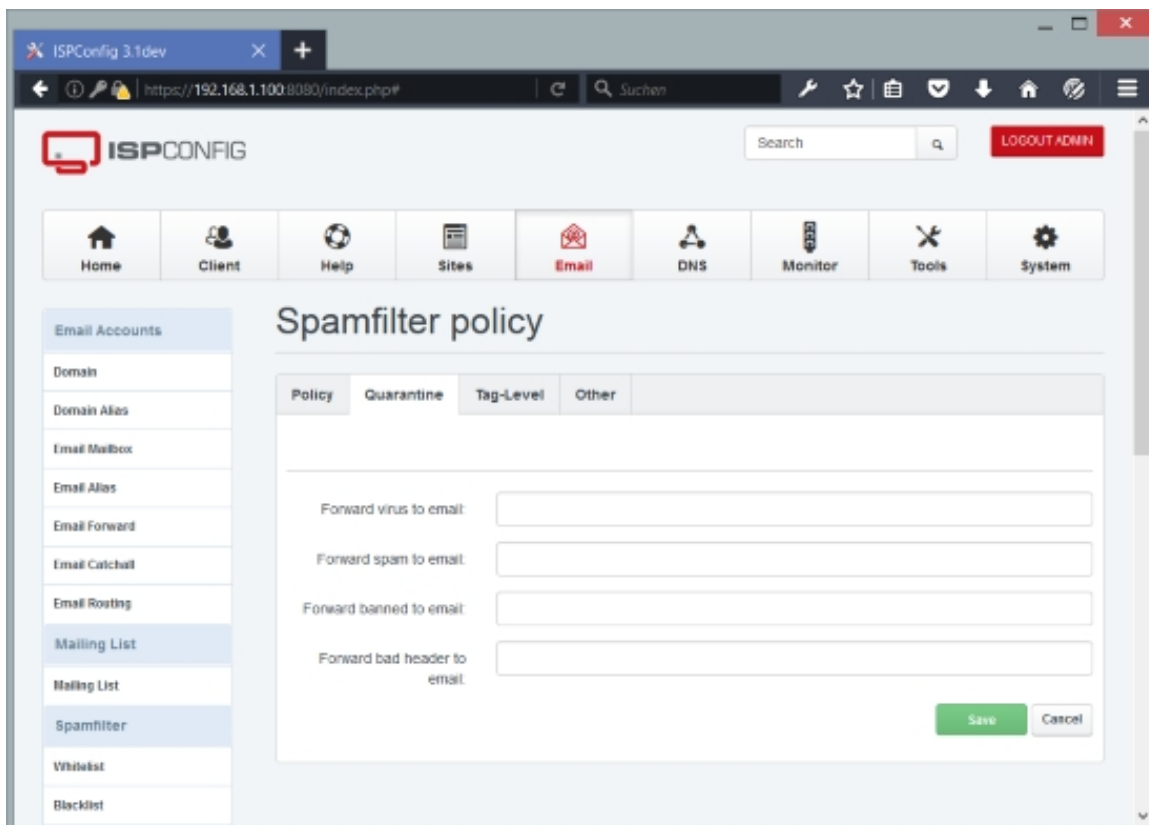 ISPConfig 3.1dev
https://192.168.1.100:8080/index.php#
Suchen
ISPCONFIG
Search
LOGOUT ADMIN
Home Client Help Sites Email DNS Monitor Tools System
Email Accounts
Domain
Domain Alias
Email Mailbox
Email Alias
Email Forward
Email Catchall
Email Routing
Mailing List
Mailing List
Spamfilter
Whitelist
Blacklist
Spamfilter policy
Policy Quarantine Tag-Level Other
Forward virus to email:
Forward spam to email:
Forward banned to email:
Forward bad header to
email:
Save Cancel